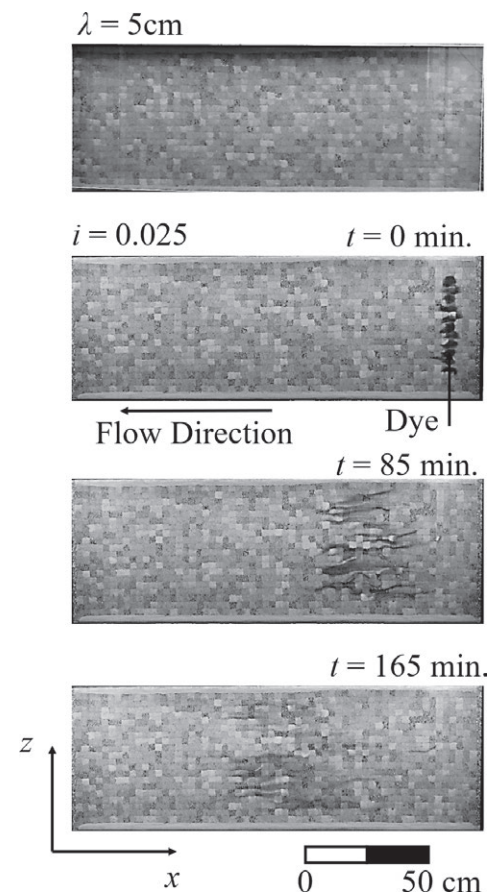 λ = 5cm
i = 0.025 t = 0 min.
Flow Direction Dye
t = 85 min.
t = 165 min.
z
x
0 50 cm